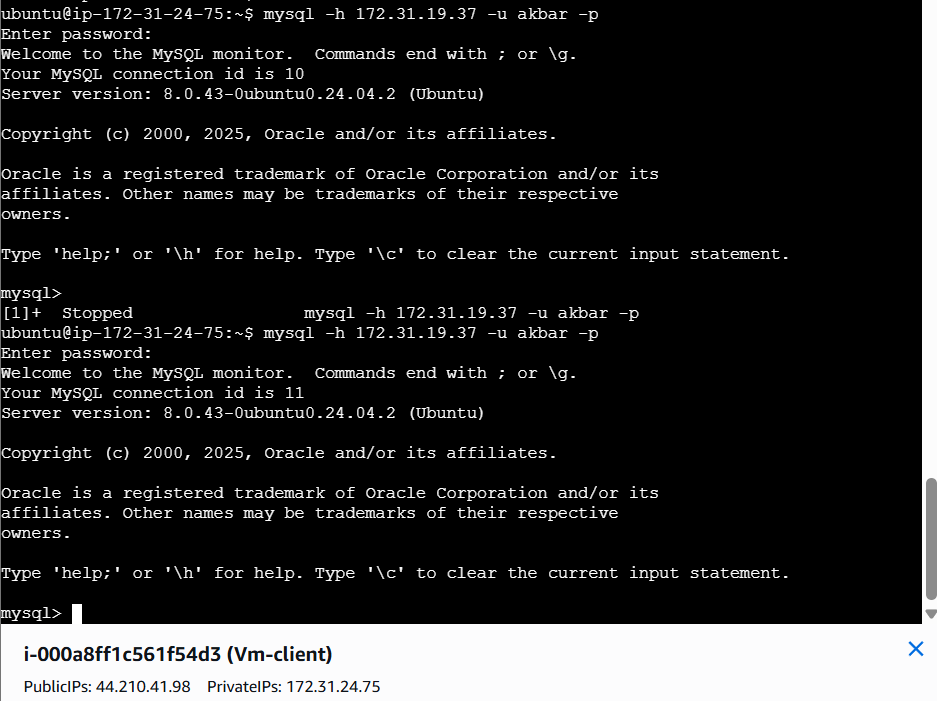 ubuntu@ip-172-31-24-75:~$ mysql -h 172.31.19.37 -u akbar -p
Enter password:
Welcome to the MySQL monitor.  Commands end with ; or \g.
Your MySQL connection id is 10
Server version: 8.0.43-0ubuntu0.24.04.2 (Ubuntu)
Copyright (c) 2000, 2025, Oracle and/or its affiliates.
Oracle is a registered trademark of Oracle Corporation and/or its
affiliates. Other names may be trademarks of their respective
owners.
Type 'help;' or '\h' for help. Type '\c' to clear the current input statement.
mysql>
[1]+  Stopped                 mysql -h 172.31.19.37 -u akbar -p
ubuntu@ip-172-31-24-75:~$ mysql -h 172.31.19.37 -u akbar -p
Enter password:
Welcome to the MySQL monitor.  Commands end with ; or \g.
Your MySQL connection id is 11
Server version: 8.0.43-0ubuntu0.24.04.2 (Ubuntu)
Copyright (c) 2000, 2025, Oracle and/or its affiliates.
Oracle is a registered trademark of Oracle Corporation and/or its
affiliates. Other names may be trademarks of their respective
owners.
Type 'help;' or '\h' for help. Type '\c' to clear the current input statement.
mysql>
i-000a8ff1c561f54d3 (Vm-client)
PublicIPs: 44.210.41.98    PrivateIPs: 172.31.24.75